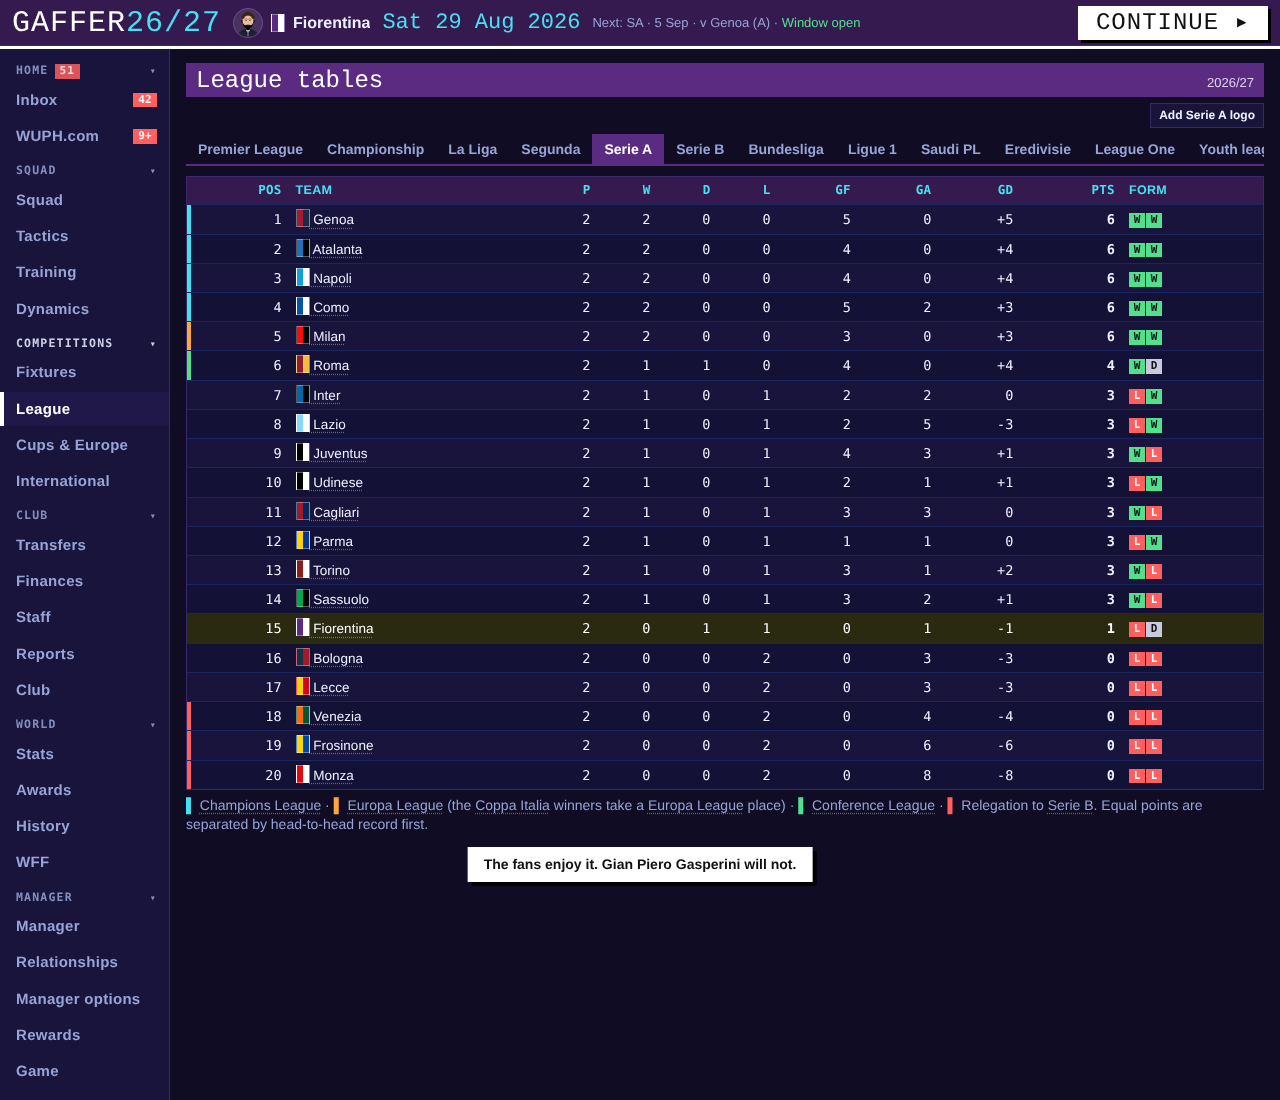 GAFFER26/27 Fiorentina Sat 29 Aug 2026 Next: SA · 5 Sep · v Genoa (A) · Window open CONTINUE ►
HOME 51 ▾
Inbox 42
WUPH.com 9+
SQUAD ▾
Squad
Tactics
Training
Dynamics
COMPETITIONS ▾
Fixtures
League
Cups & Europe
International
CLUB ▾
Transfers
Finances
Staff
Reports
Club
WORLD ▾
Stats
Awards
History
WFF
MANAGER ▾
Manager
Relationships
Manager options
Rewards
Game
League tables 2026/27
Add Serie A logo
Premier League Championship La Liga Segunda Serie A Serie B Bundesliga Ligue 1 Saudi PL Eredivisie League One Youth leag
POS TEAM P W D L GF GA GD PTS FORM
1 Genoa 2 2 0 0 5 0 +5 6 W W
2 Atalanta 2 2 0 0 4 0 +4 6 W W
3 Napoli 2 2 0 0 4 0 +4 6 W W
4 Como 2 2 0 0 5 2 +3 6 W W
5 Milan 2 2 0 0 3 0 +3 6 W W
6 Roma 2 1 1 0 4 0 +4 4 W D
7 Inter 2 1 0 1 2 2 0 3 L W
8 Lazio 2 1 0 1 2 5 -3 3 L W
9 Juventus 2 1 0 1 4 3 +1 3 W L
10 Udinese 2 1 0 1 2 1 +1 3 L W
11 Cagliari 2 1 0 1 3 3 0 3 W L
12 Parma 2 1 0 1 1 1 0 3 L W
13 Torino 2 1 0 1 3 1 +2 3 W L
14 Sassuolo 2 1 0 1 3 2 +1 3 W L
15 Fiorentina 2 0 1 1 0 1 -1 1 L D
16 Bologna 2 0 0 2 0 3 -3 0 L L
17 Lecce 2 0 0 2 0 3 -3 0 L L
18 Venezia 2 0 0 2 0 4 -4 0 L L
19 Frosinone 2 0 0 2 0 6 -6 0 L L
20 Monza 2 0 0 2 0 8 -8 0 L L
Champions League · Europa League (the Coppa Italia winners take a Europa League place) · Conference League · Relegation to Serie B. Equal points are
separated by head-to-head record first.
The fans enjoy it. Gian Piero Gasperini will not.